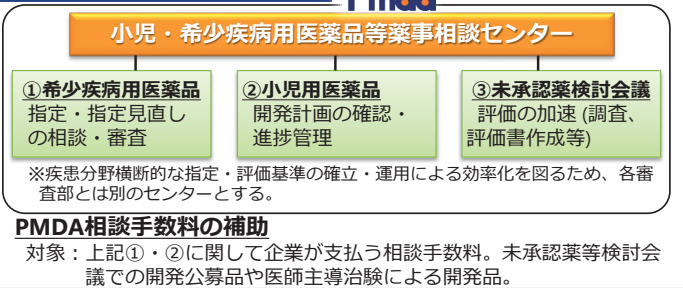 Pmda
小児・希少疾病用医薬品等薬事相談センター
①希少疾病用医薬品
指定・指定見直し
の相談・審査
②小児用医薬品
開発計画の確認・
進捗管理
③未承認薬検討会議
評価の加速 (調査、
評価書作成等)
※疾患分野横断的な指定・評価基準の確立・運用による効率化を図るため、各審
査部とは別のセンターとする。
PMDA相談手数料の補助
対象：上記①・②に関して企業が支払う相談手数料。未承認薬等検討会
議での開発公募品や医師主導治験による開発品。